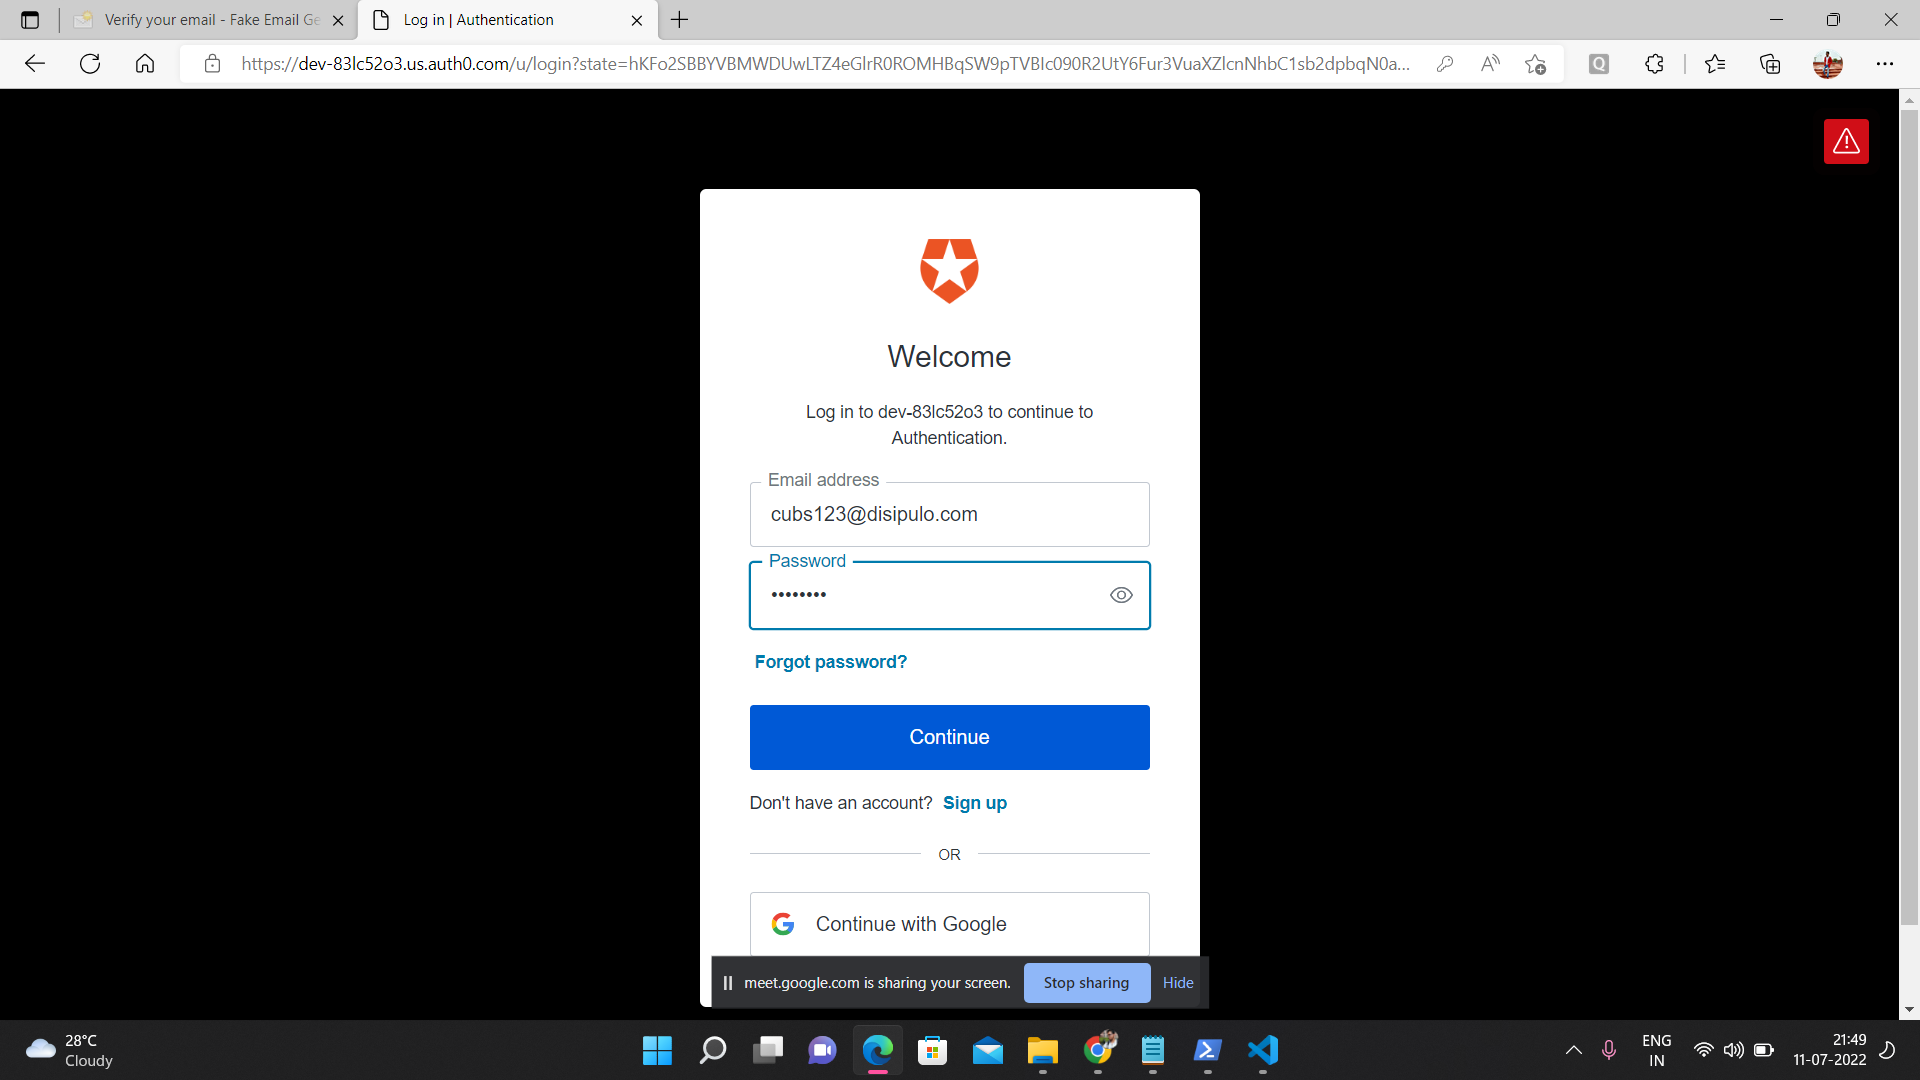 Verify your email - Fake Email Ge
Log in | Authentication
https://dev-83lc52o3.us.auth0.com/u/login?state=hKFo2SBBYVBMWDUwLTZ4eGlrR0ROMHBqSW9pTVBIc090R2UtY6Fur3VuaXZlcnNhbC1sb2dpbqN0a...
Q
Welcome
Log in to dev-83lc52o3 to continue to
Authentication.
Email address
cubs123@disipulo.com
Password
••••••••
Forgot password?
Continue
Don't have an account? Sign up
OR
Continue with Google
meet.google.com is sharing your screen.
Stop sharing
Hide
28°C
Cloudy
ENG
IN
21:49
11-07-2022